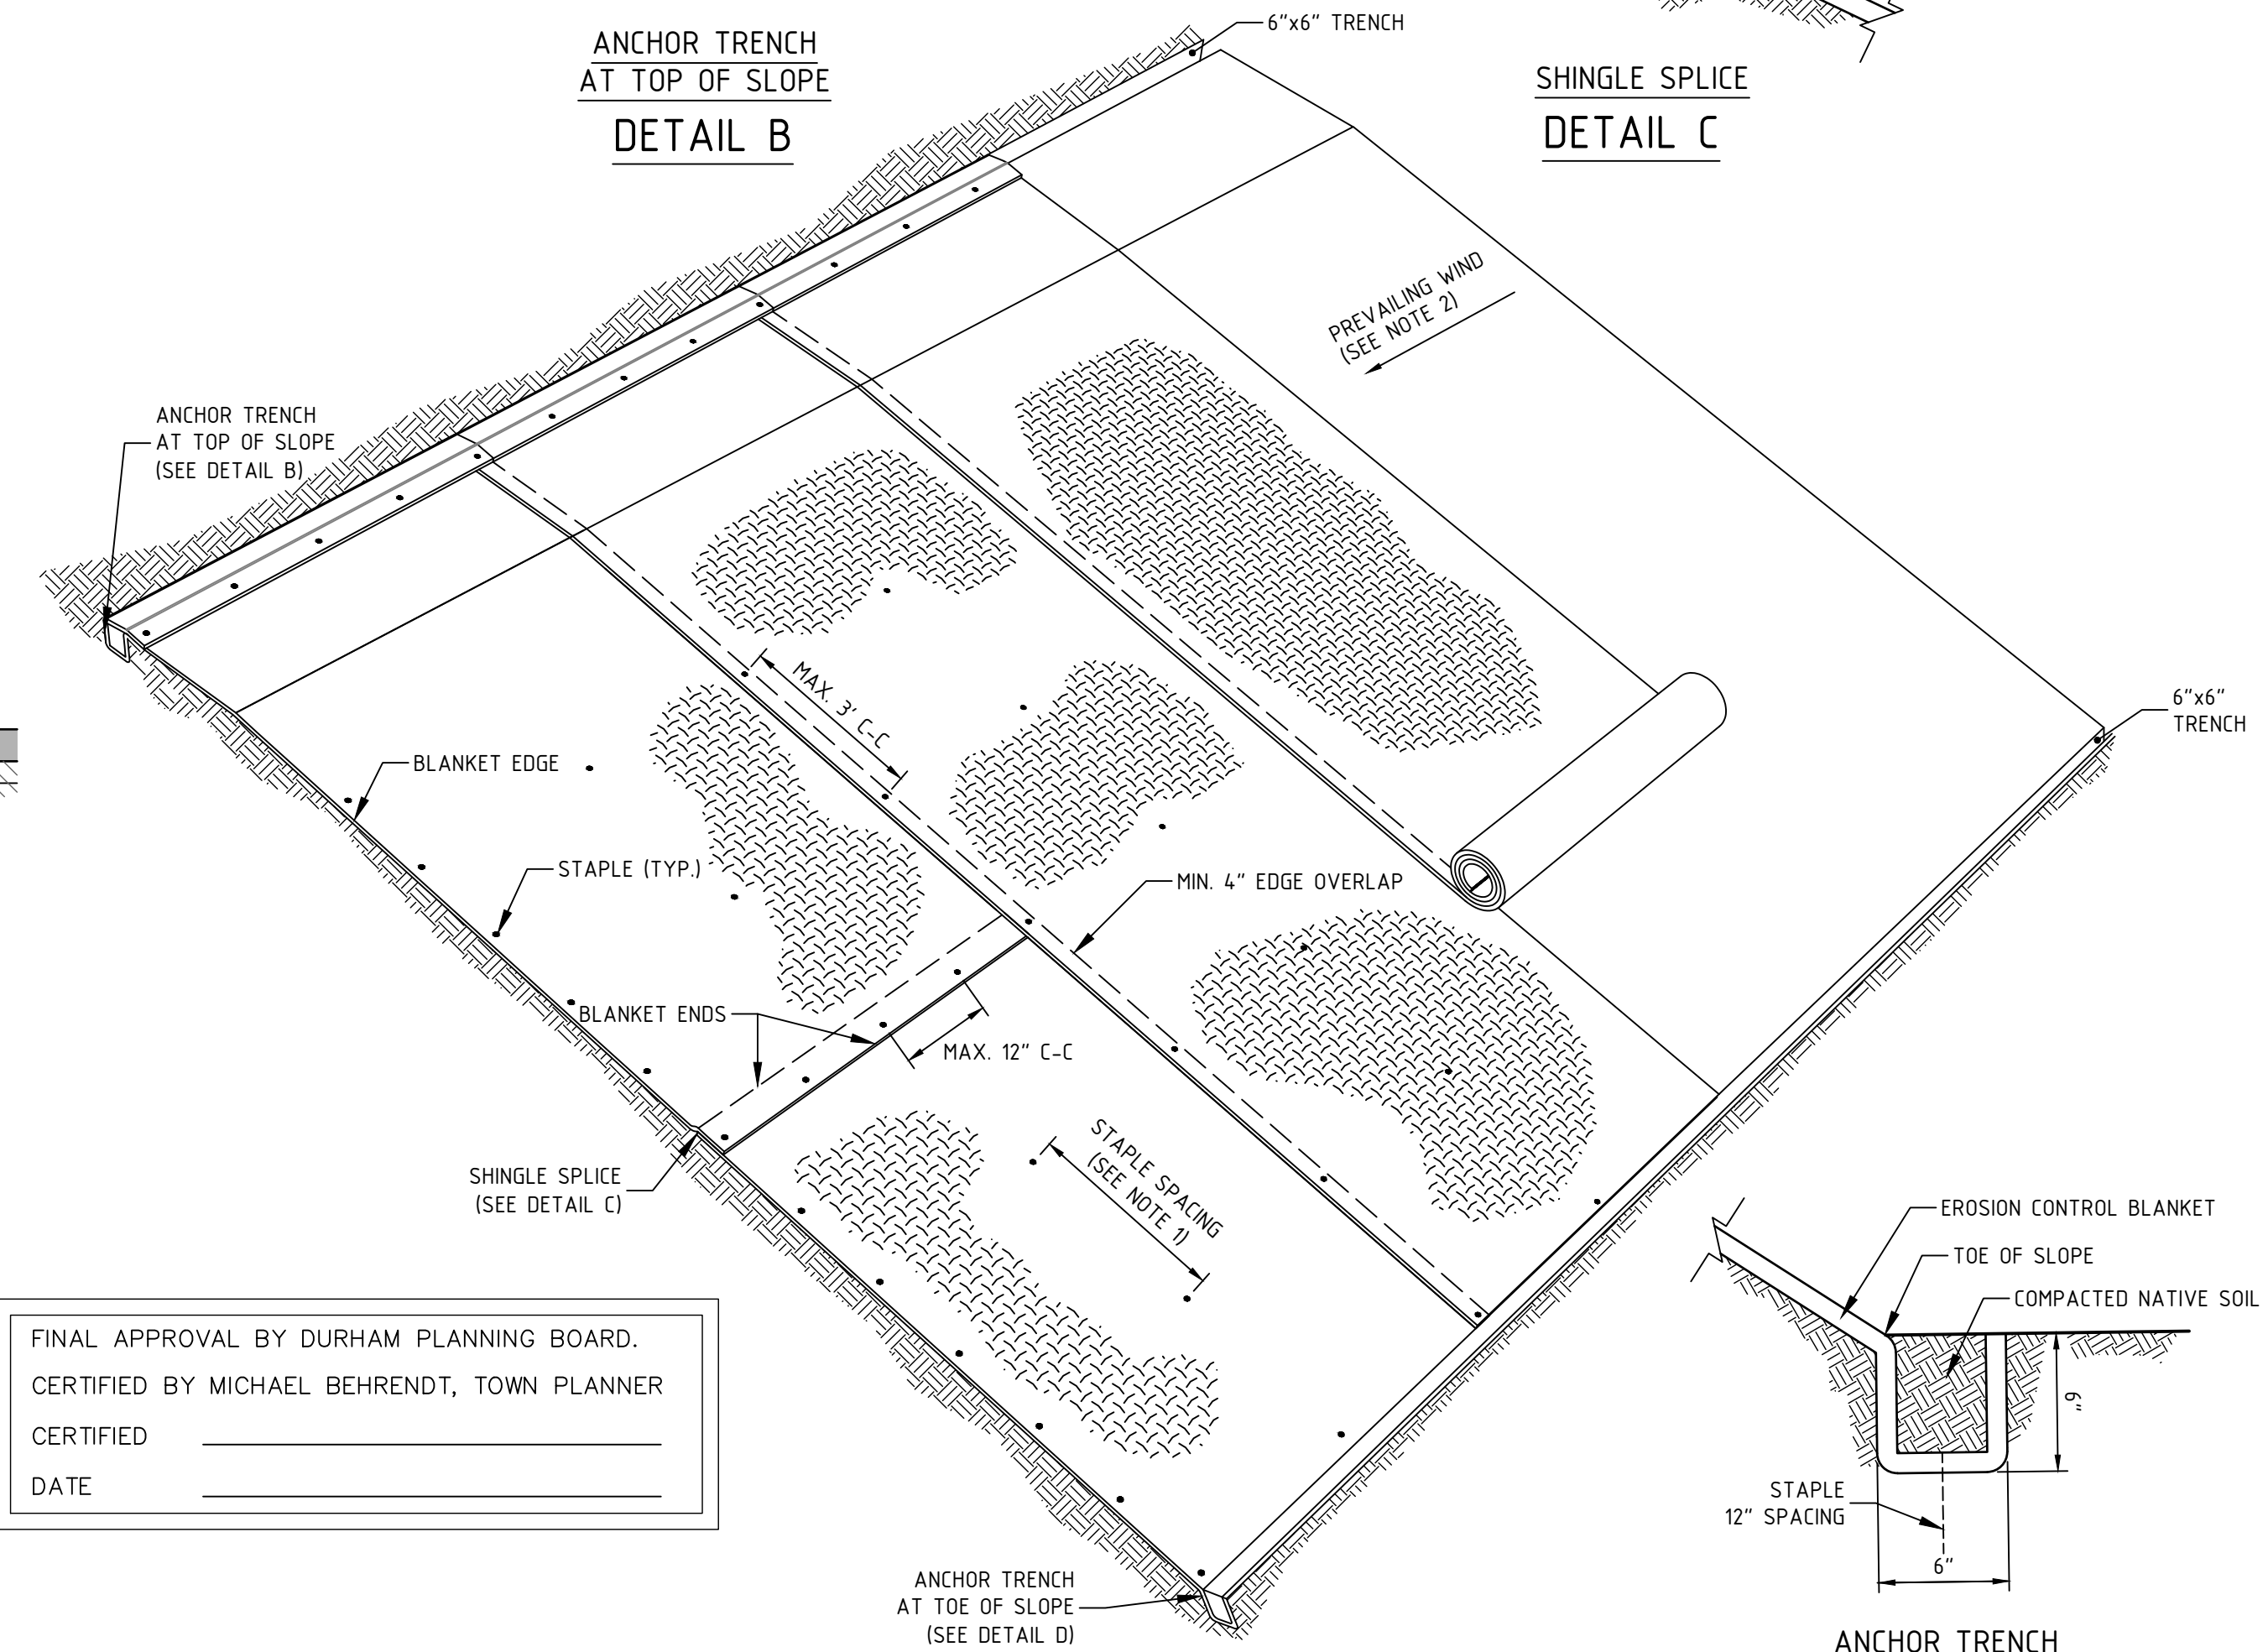 ANCHOR TRENCH
AT TOP OF SLOPE
DETAIL B
6"x6" TRENCH
SHINGLE SPLICE
DETAIL C
PREVAILING WIND
(SEE NOTE 2)
ANCHOR TRENCH
AT TOP OF SLOPE
(SEE DETAIL B)
MAX. 3' C-C
6"x6"
TRENCH
BLANKET EDGE
STAPLE (TYP.)
MIN. 4" EDGE OVERLAP
BLANKET ENDS
MAX. 12" C-C
STAPLE SPACING
(SEE NOTE 1)
SHINGLE SPLICE
(SEE DETAIL C)
EROSION CONTROL BLANKET
TOE OF SLOPE
COMPACTED NATIVE SOIL
6"
STAPLE
12" SPACING
6"
FINAL APPROVAL BY DURHAM PLANNING BOARD.
CERTIFIED BY MICHAEL BEHRENDT, TOWN PLANNER
CERTIFIED
DATE
ANCHOR TRENCH
AT TOE OF SLOPE
(SEE DETAIL D)
ANCHOR TRENCH